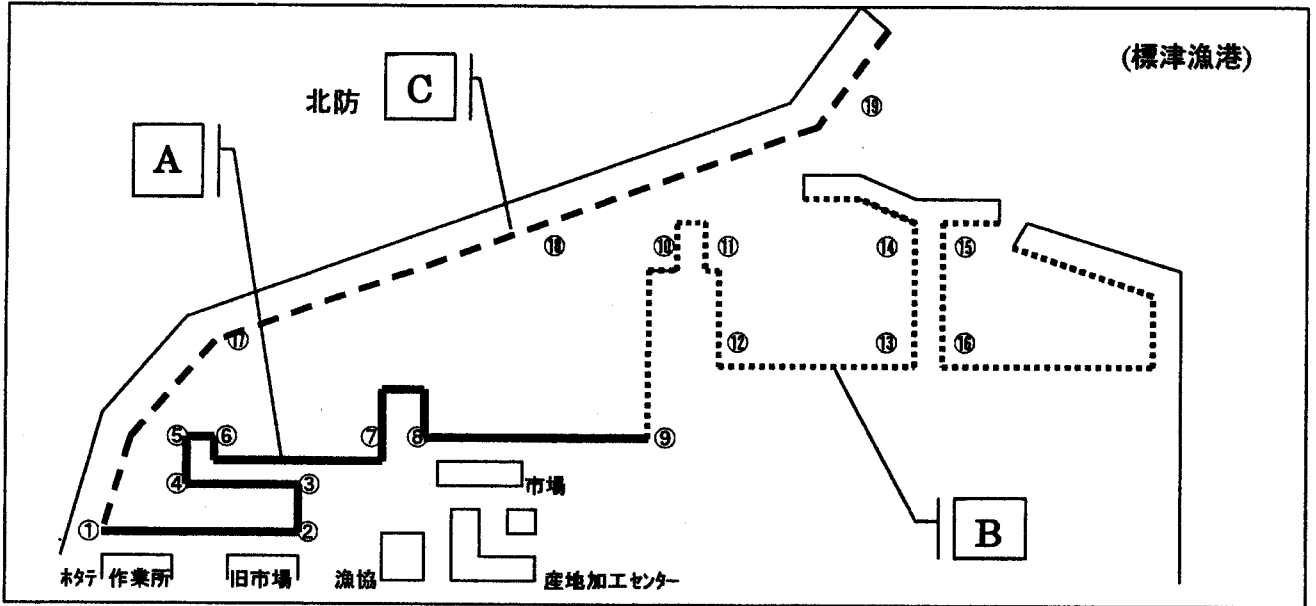 (標津漁港)
北防
C
A
⑲
⑱
⑩
⑪
⑭
⑮
⑰
⑫
⑬
⑯
⑤
⑥
⑦
⑧
⑨
④
③
市場
①
②
B
ホタテ 作業所
旧市場
漁協
産地加工センター